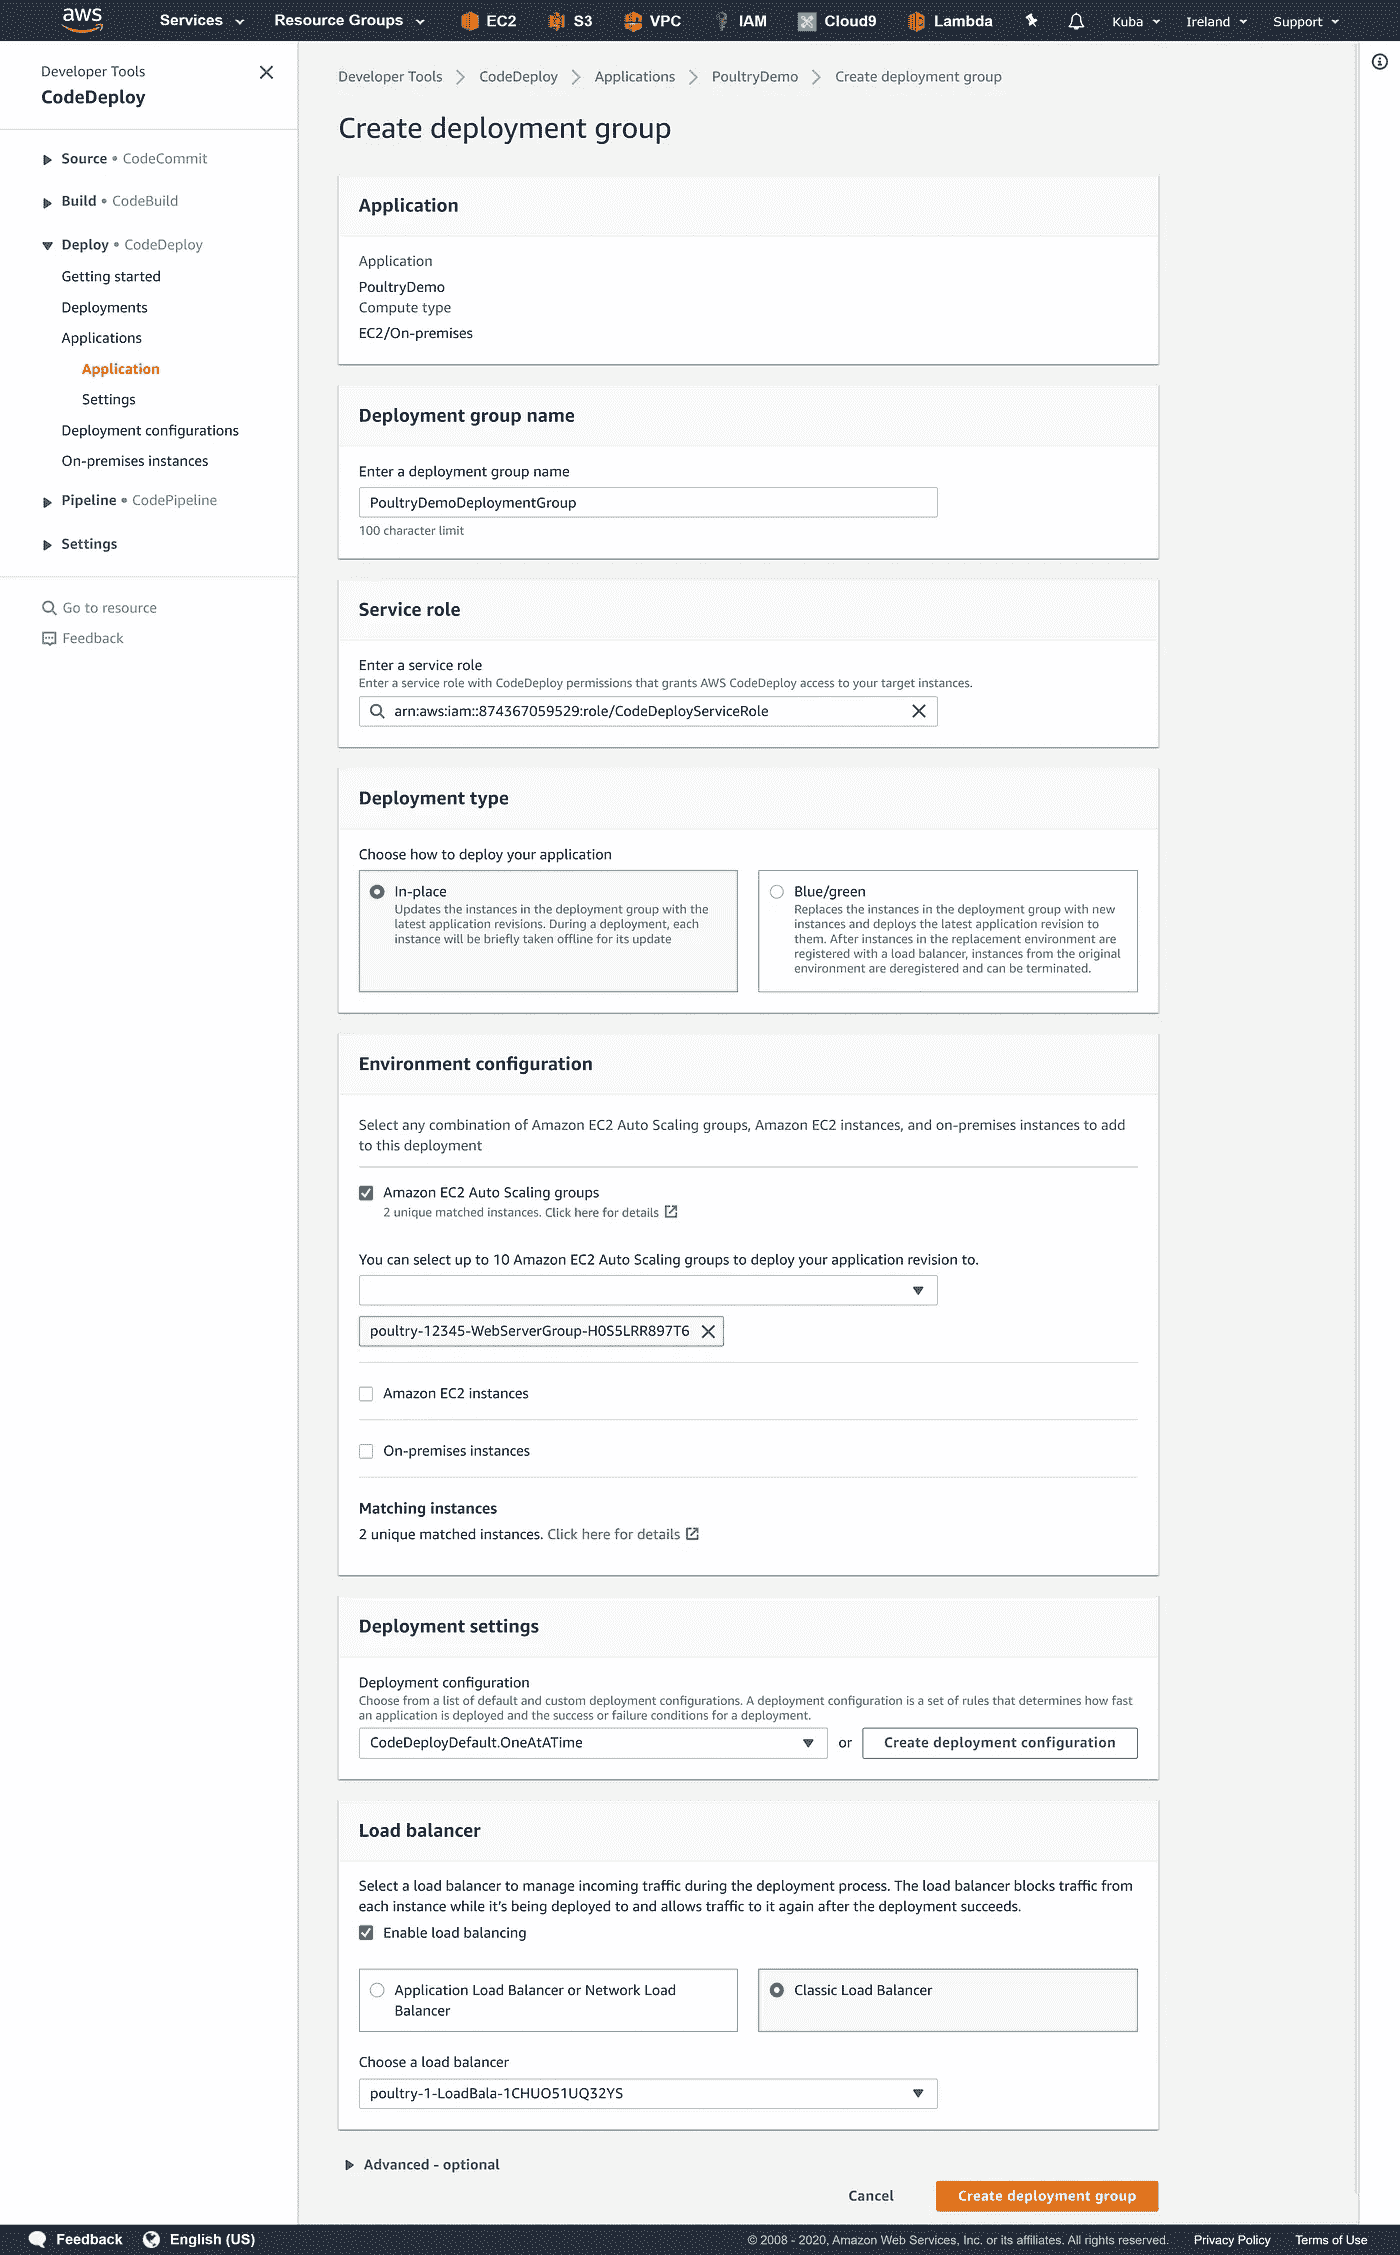 aws Services Resource Groups EC2 S3 VPC IAM Cloud9 Lambda Kuba Ireland Support
Developer Tools
CodeDeploy
Source • CodeCommit
Build • CodeBuild
Deploy • CodeDeploy
Getting started
Deployments
Applications
Application
Settings
Deployment configurations
On-premises instances
Pipeline • CodePipeline
Settings
Go to resource
Feedback
Developer Tools > CodeDeploy > Applications > PoultryDemo > Create deployment group
Create deployment group
Application
Application
PoultryDemo
Compute type
EC2/On-premises
Deployment group name
Enter a deployment group name
PoultryDemoDeploymentGroup
100 character limit
Service role
Enter a service role
Enter a service role with CodeDeploy permissions that grants AWS CodeDeploy access to your target instances.
arn:aws:iam::874367059529:role/CodeDeployServiceRole
Deployment type
Choose how to deploy your application
In-place
Updates the instances in the deployment group with the
latest application revisions. During a deployment, each
instance will be briefly taken offline for its update
Blue/green
Replaces the instances in the deployment group with new
instances and deploys the latest application revision to
them. After instances in the replacement environment are
registered with a load balancer, instances from the original
environment are deregistered and can be terminated.
Environment configuration
Select any combination of Amazon EC2 Auto Scaling groups, Amazon EC2 instances, and on-premises instances to add
to this deployment
Amazon EC2 Auto Scaling groups
2 unique matched instances. Click here for details
You can select up to 10 Amazon EC2 Auto Scaling groups to deploy your application revision to.
poultry-12345-WebServerGroup-H0S5LRR897T6
Amazon EC2 instances
On-premises instances
Matching instances
2 unique matched instances. Click here for details
Deployment settings
Deployment configuration
Choose from a list of default and custom deployment configurations. A deployment configuration is a set of rules that determines how fast
an application is deployed and the success or failure conditions for a deployment.
CodeDeployDefault.OneAtATime or Create deployment configuration
Load balancer
Select a load balancer to manage incoming traffic during the deployment process. The load balancer blocks traffic from
each instance while it's being deployed to and allows traffic to it again after the deployment succeeds.
Enable load balancing
Application Load Balancer or Network Load
Balancer
Classic Load Balancer
Choose a load balancer
poultry-1-LoadBala-1CHUO51UQ32YS
Advanced - optional
Cancel Create deployment group
Feedback English (US) © 2008 - 2020, Amazon Web Services, Inc. or its affiliates. All rights reserved. Privacy Policy Terms of Use